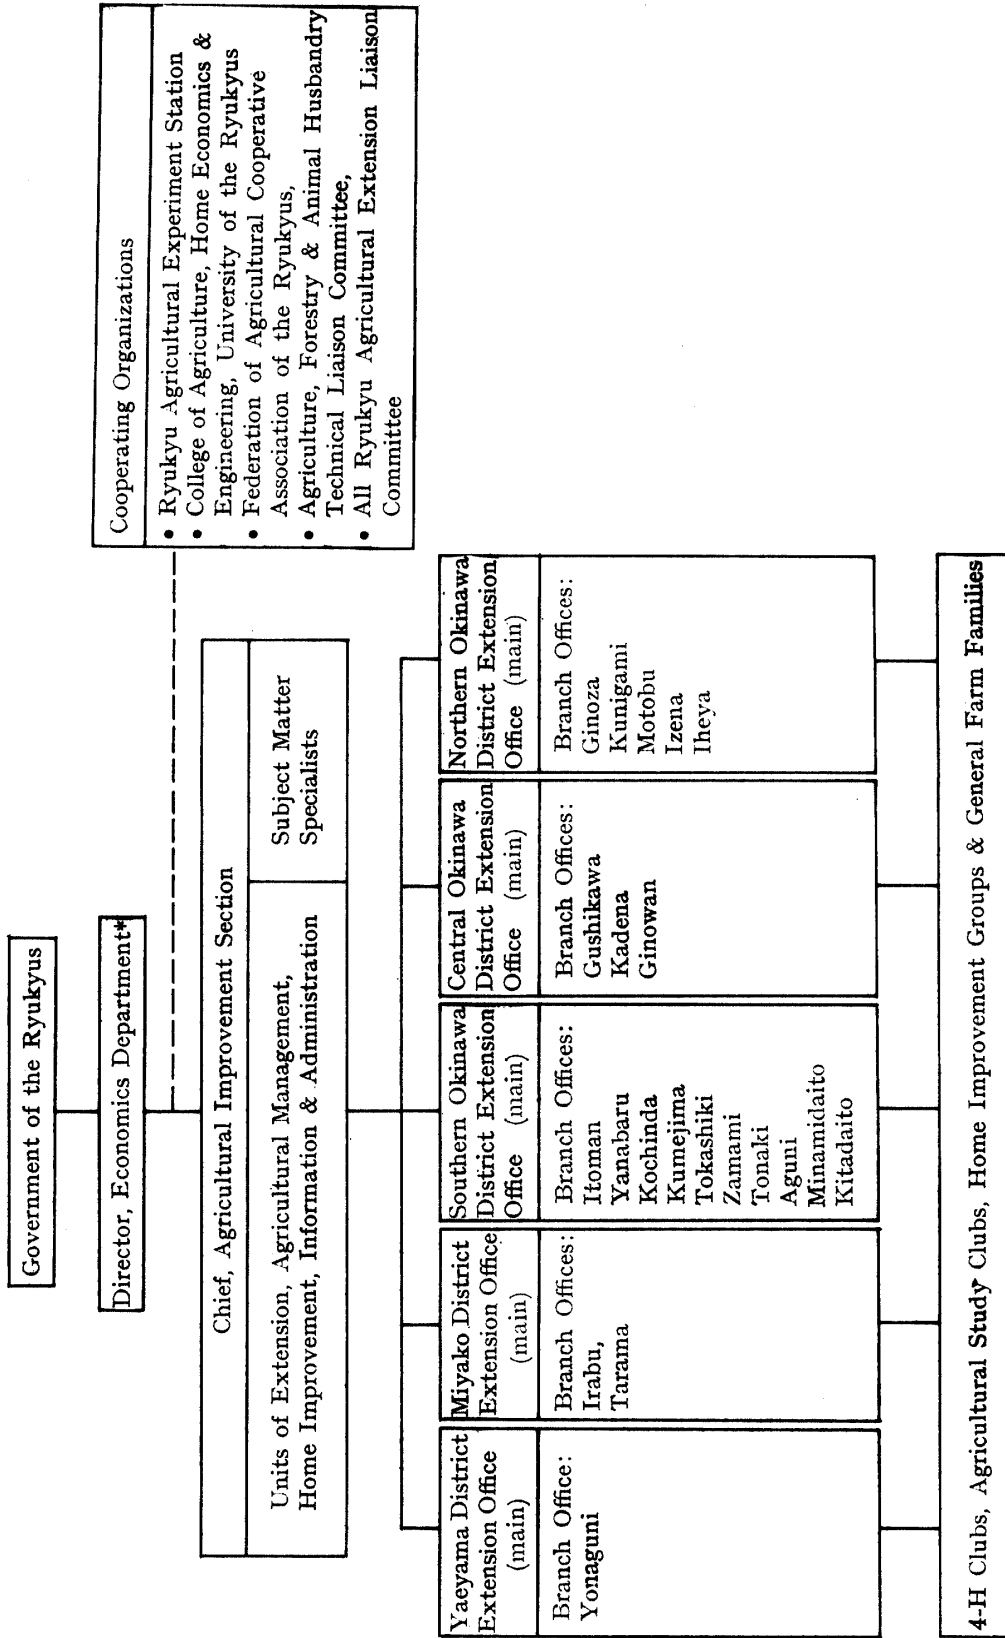 Government of the Ryukyus
Director, Economics Department*
Cooperating Organizations
• Ryukyu Agricultural Experiment Station
• College of Agriculture, Home Economics &
Engineering, University of the Ryukyus
• Federation of Agricultural Cooperative
Association of the Ryukyus,
• Agriculture, Forestry & Animal Husbandry
Technical Liaison Committee,
• All Ryukyu Agricultural Extension Liaison
Committee
Chief, Agricultural Improvement Section
Units of Extension, Agricultural Management,
Home Improvement, Information & Administration
Subject Matter
Specialists
Yaeyama District
Extension Office
(main)
Branch Office:
Yonaguni
Miyako District
Extension Office
(main)
Branch Offices:
Irabu,
Tarama
Southern Okinawa
District Extension
Office (main)
Branch Offices:
Itoman
Yanabaru
Kochinda
Kumejima
Tokashiki
Zamami
Tonaki
Aguni
Minamidaito
Kitadaito
Central Okinawa
District Extension
Office (main)
Branch Offices:
Gushikawa
Kadena
Ginowan
Northern Okinawa
District Extension
Office (main)
Branch Offices:
Ginoza
Kunigami
Motobu
Izena
Iheya
4-H Clubs, Agricultural Study Clubs, Home Improvement Groups & General Farm Families